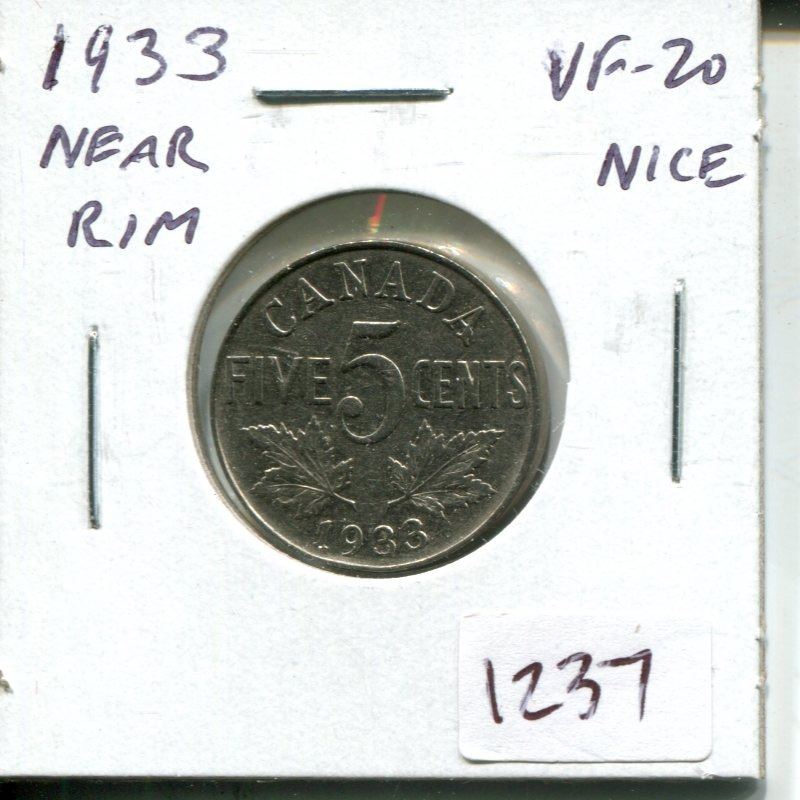 1933 VF-20
NEAR NICE
RIM
CANADA
FIVE 5 CENTS
1933
1237